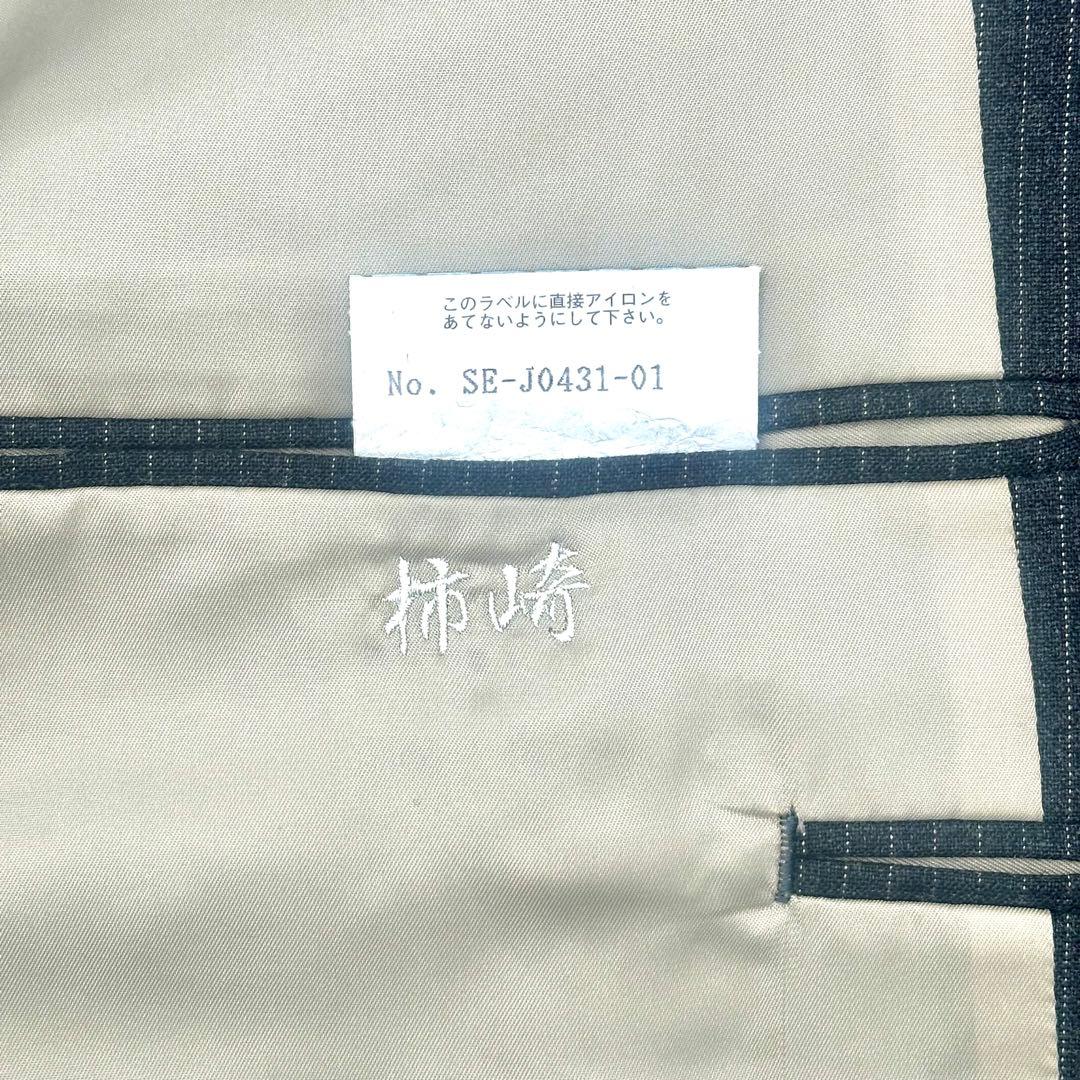 このラベルに直接アイロンを
あてないようにして下さい。
No. SE-J0431-01
柿崎